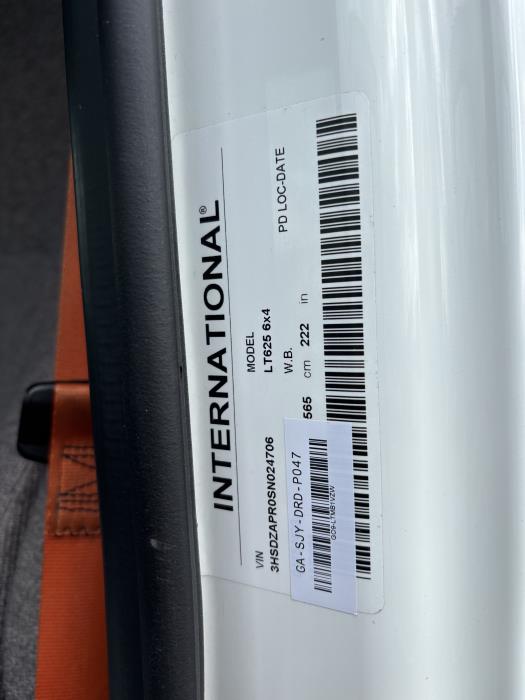 INTERNATIONAL®
VIN
3HSDZAPR0SN024706
MODEL
LT625 6x4
W.B.
565 cm 222 in
PD LOC-DATE
GA-SJY-DRD-P047